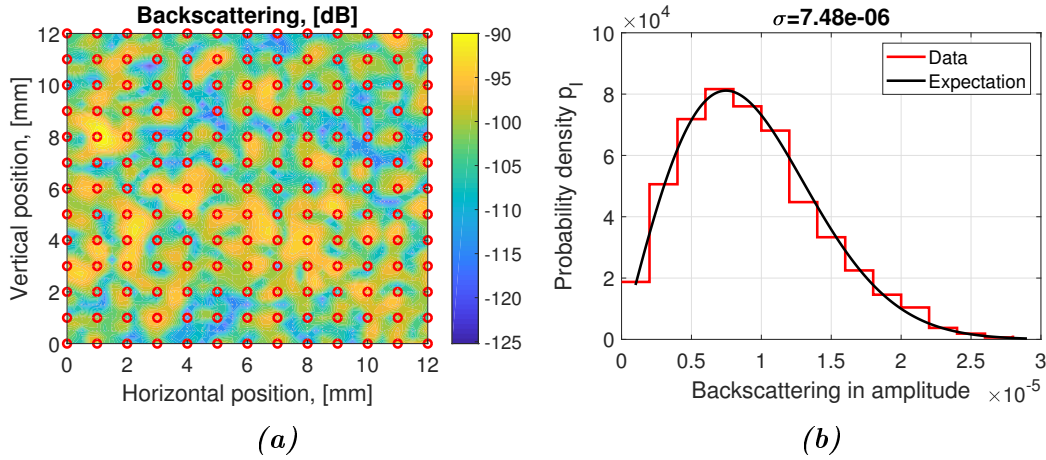 Backscattering, [dB]
12
10
8
6
4
2
0
Vertical position, [mm]
0 2 4 6 8 10 12
Horizontal position, [mm]
-90
-95
-100
-105
-110
-115
-120
-125
(a)
σ=7.48e-06
×10⁴
10
8
6
4
2
0
Probability density p_l
Data
Expectation
0 0.5 1 1.5 2 2.5 3
Backscattering in amplitude ×10⁻⁵
(b)